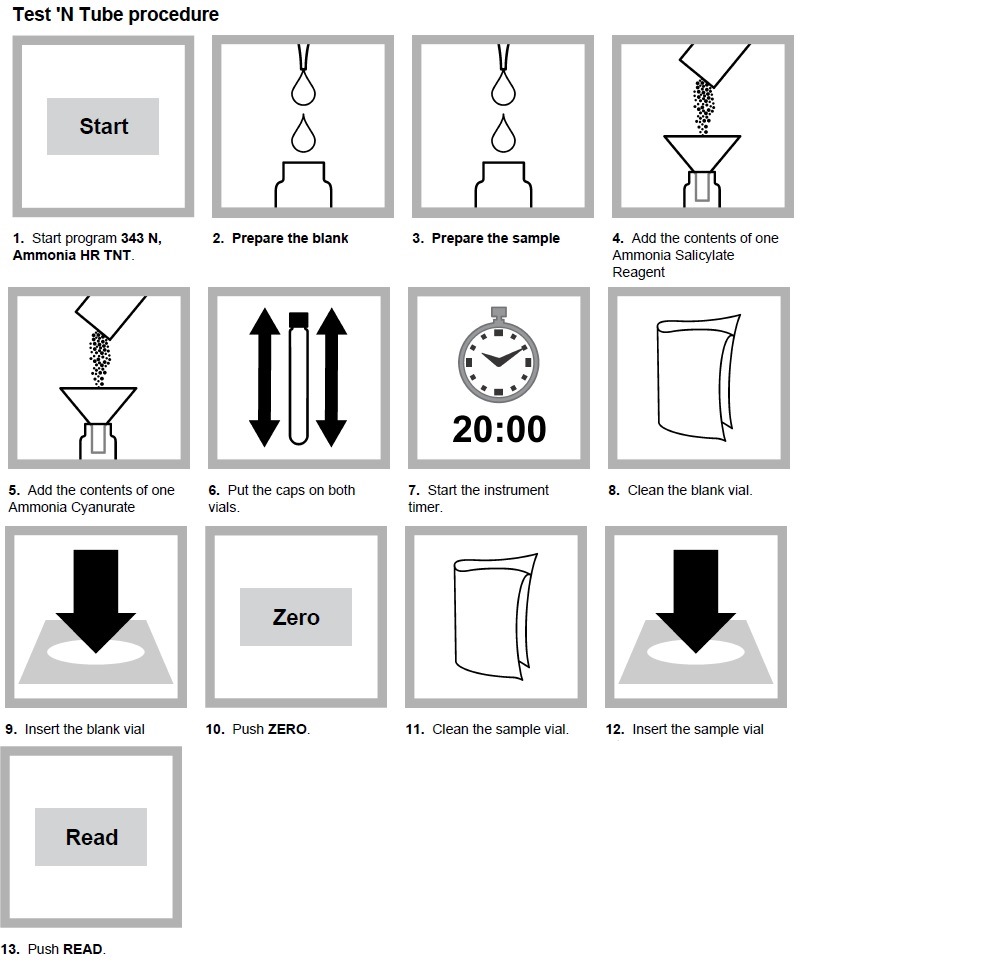 Test 'N Tube procedure
Start
1. Start program 343 N,
Ammonia HR TNT.
2. Prepare the blank
3. Prepare the sample
4. Add the contents of one
Ammonia Salicylate
Reagent
5. Add the contents of one
Ammonia Cyanurate
6. Put the caps on both
vials.
20:00
7. Start the instrument
timer.
8. Clean the blank vial.
9. Insert the blank vial
Zero
10. Push ZERO.
11. Clean the sample vial.
12. Insert the sample vial
Read
13. Push READ.